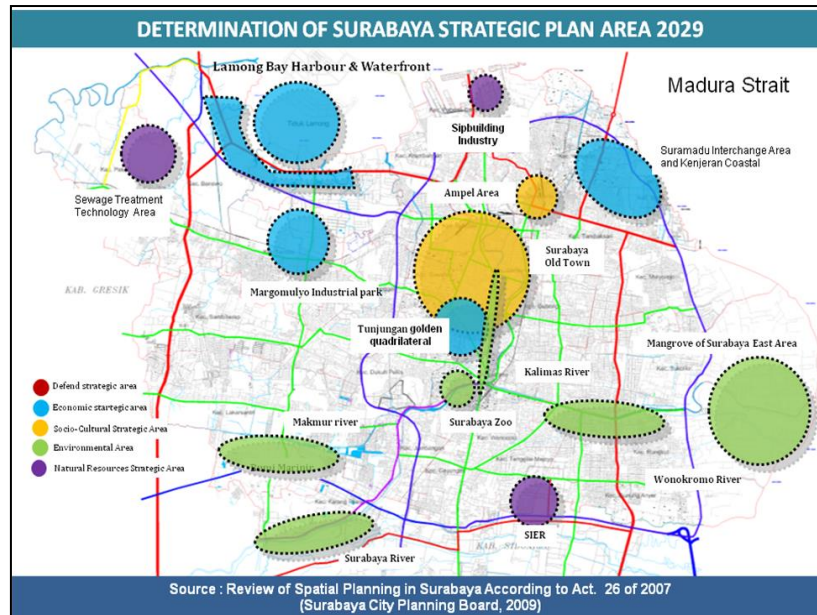 DETERMINATION OF SURABAYA STRATEGIC PLAN AREA 2029
Lamong Bay Harbour & Waterfront
Madura Strait
Teluk Lamong
Sipbuilding
Industry
Suramadu Interchange Area
and Kenjeran Coastal
Sewage Treatment
Technology Area
Ampel Area
Surabaya
Old Town
KAB. GRESIK
Margomulyo Industrial park
Tunjungan golden
quadrilateral
Mangrove of Surabaya East Area
Kalimas River
Defend strategic area
Economic startegic area
Socio-Cultural Strategic Area
Environmental Area
Natural Resources Strategic Area
Makmur river
Surabaya Zoo
Wonokromo River
SIER
Surabaya River
Source : Review of Spatial Planning in Surabaya According to Act. 26 of 2007
(Surabaya City Planning Board, 2009)